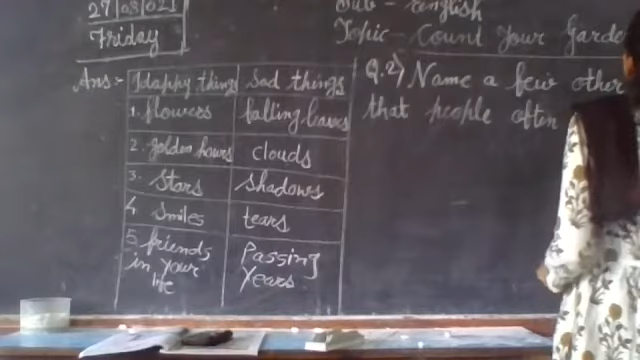 27/08/021
Friday
Sub - English
Topic - Count Your Garde
Ans:-
Happy things Sad things
1. flowers falling leaves
2. golden hours clouds
3. Stars shadows
4. Smiles tears
5. friends in your life Passing Years.
Q.2) Name a few other
that people often